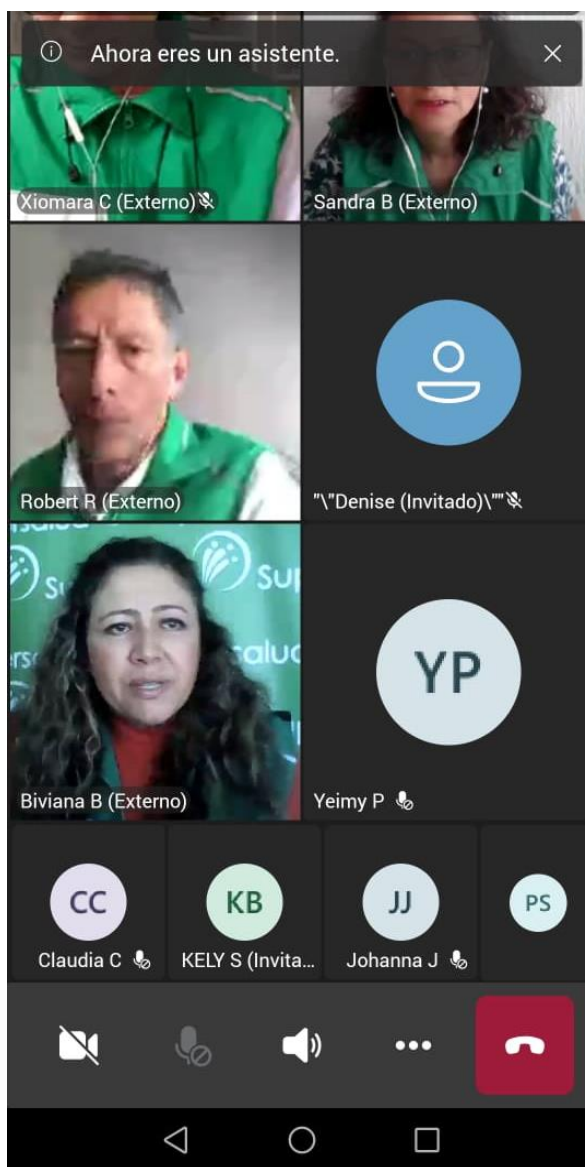 Ahora eres un asistente.
Xiomara C (Externo)
Sandra B (Externo)
Robert R (Externo)
"\"Denise (Invitado)\""
Biviana B (Externo)
YP
Yeimy P
CC
Claudia C
KB
KELY S (Invita...
JJ
Johanna J
PS